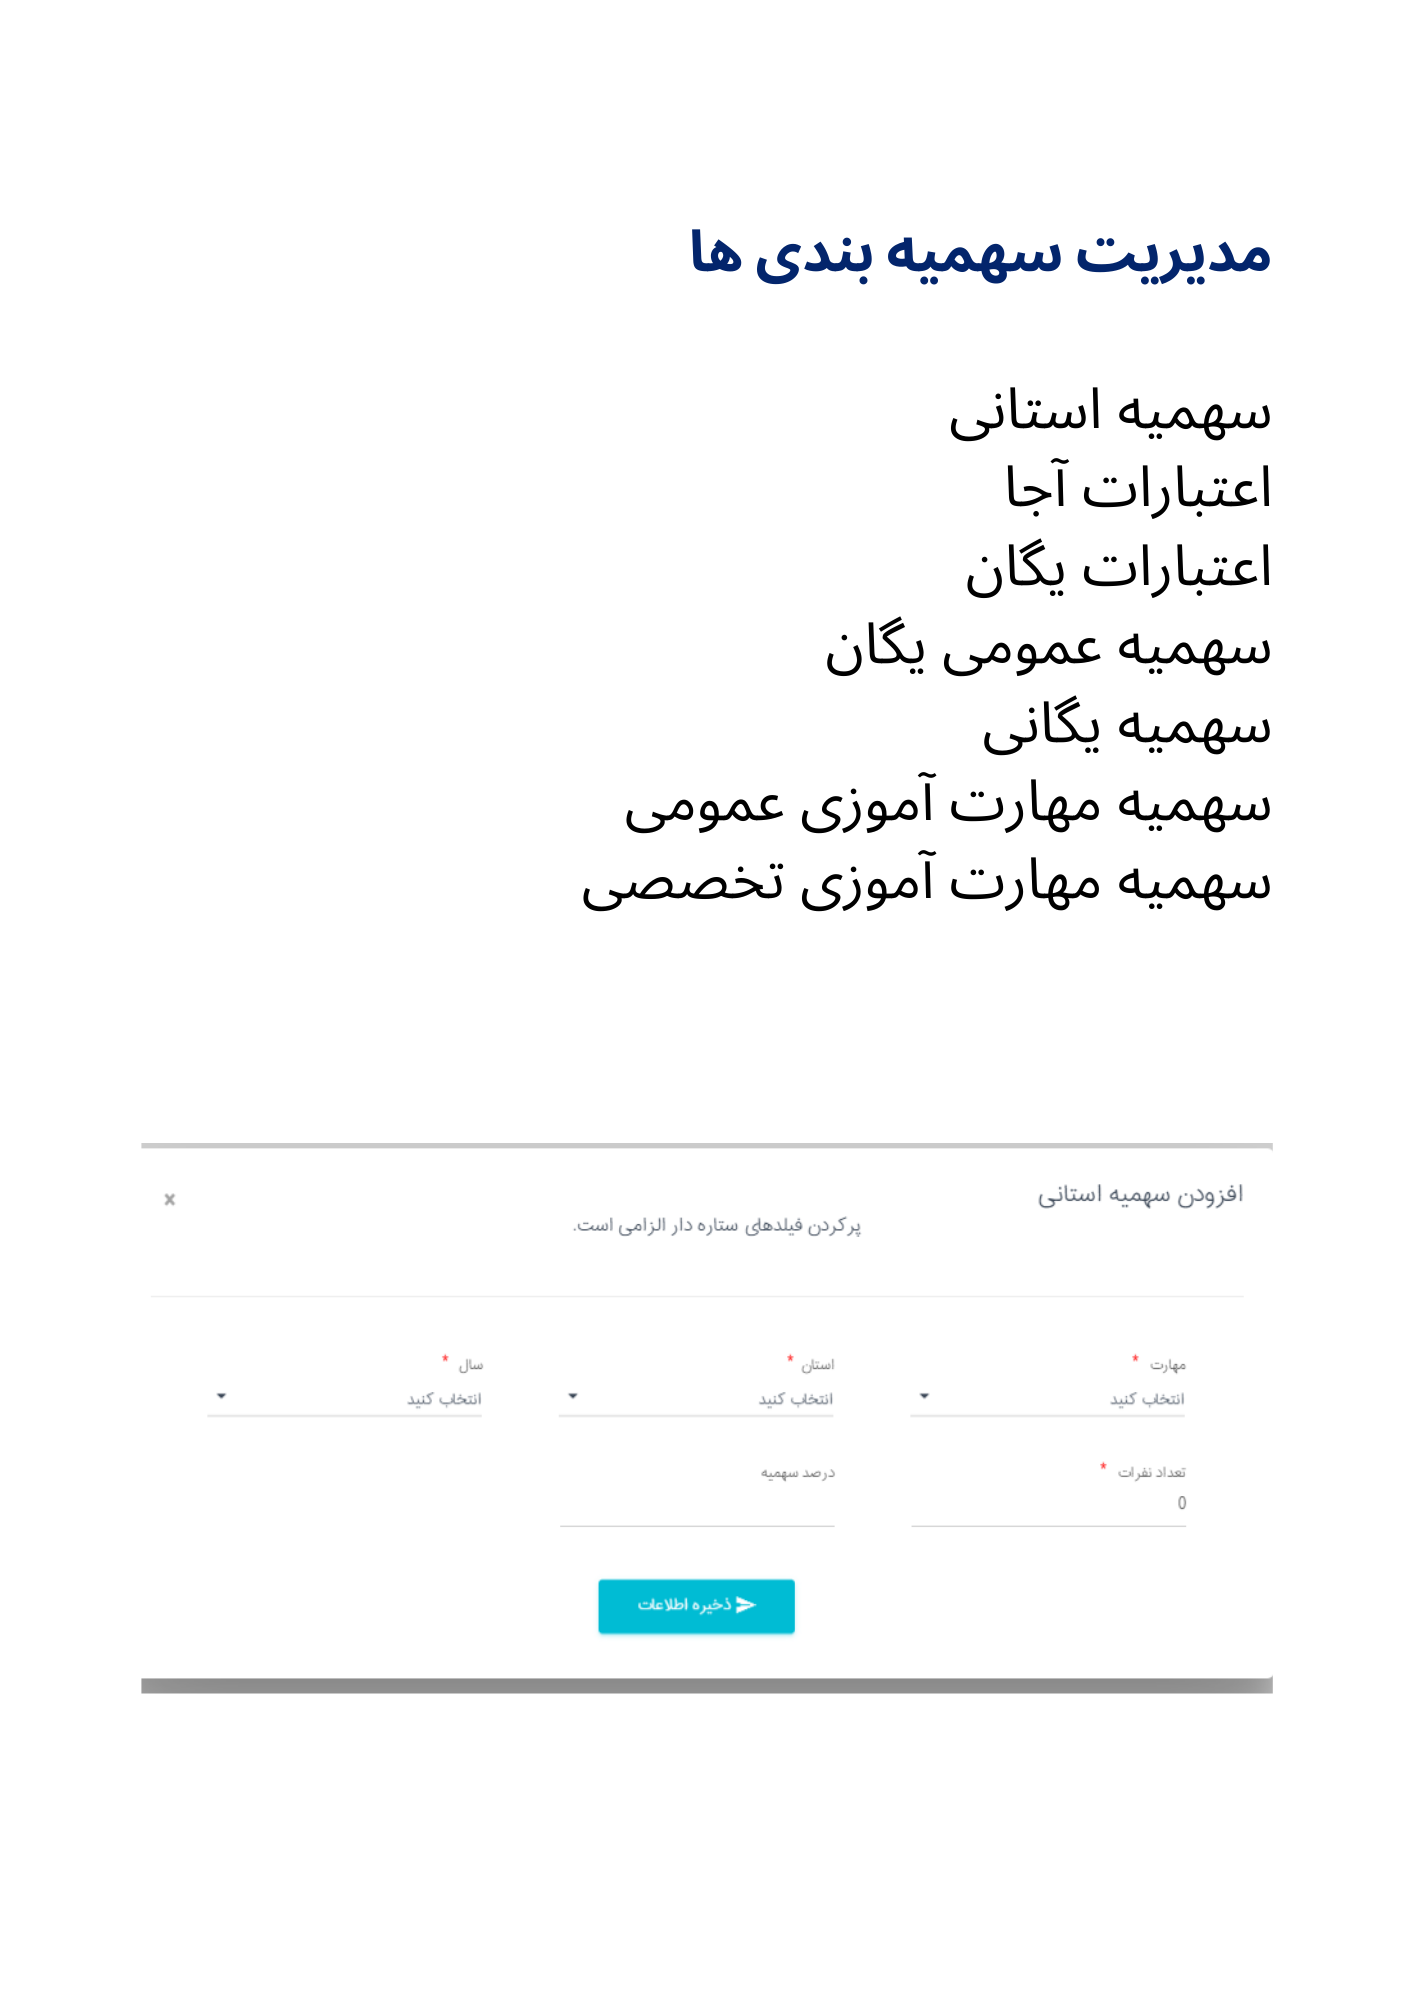 مدیریت سهمیه بندی ها
سهمیه استانی
اعتبارات آجا
اعتبارات یگان
سهمیه عمومی یگان
سهمیه یگانی
سهمیه مهارت آموزی عمومی
سهمیه مهارت آموزی تخصصی
افزودن سهمیه استانی ×
پر کردن فیلدهای ستاره دار الزامی است.
مهارت * استان * سال *
انتخاب کنید انتخاب کنید انتخاب کنید
تعداد نفرات * درصد سهمیه
0
ذخیره اطلاعات